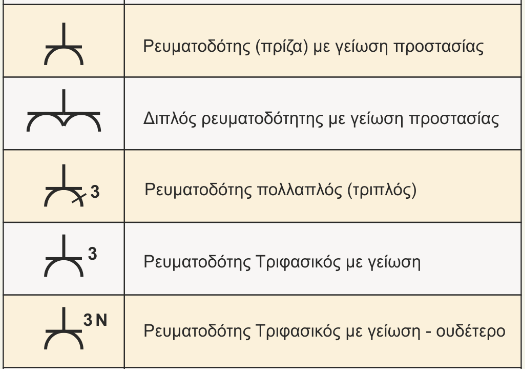 Ρευματοδότης (πρίζα) με γείωση προστασίας
Διπλός ρευματοδότητης με γείωση προστασίας
3 Ρευματοδότης πολλαπλός (τριπλός)
3 Ρευματοδότης Τριφασικός με γείωση
3 N Ρευματοδότης Τριφασικός με γείωση - ουδέτερο